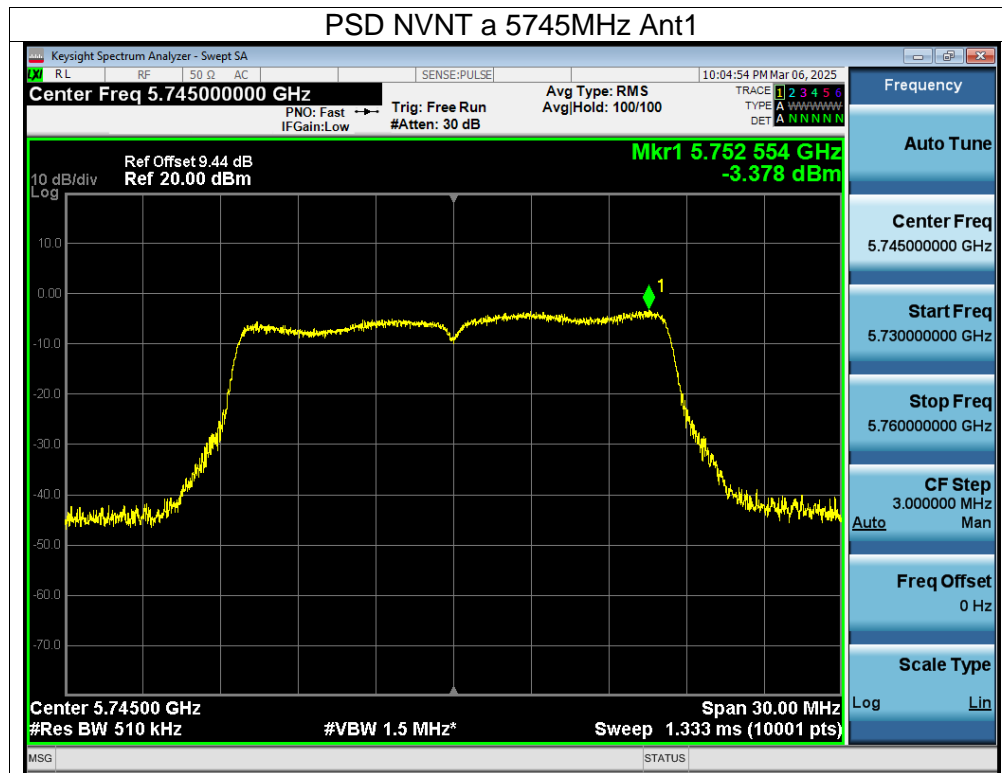 PSD NVNT a 5745MHz Ant1
Keysight Spectrum Analyzer - Swept SA
LXI RL RF 50 Ω AC SENSE:PULSE 10:04:54 PM Mar 06, 2025
Center Freq 5.745000000 GHz
PNO: Fast
IFGain:Low
Trig: Free Run
#Atten: 30 dB
Avg Type: RMS
Avg|Hold: 100/100
TRACE 1 2 3 4 5 6
TYPE A WWWWW
DET A N N N N N
Ref Offset 9.44 dB
Ref 20.00 dBm
10 dB/div
Log
Mkr1 5.752 554 GHz
-3.378 dBm
1
10.0
0.00
-10.0
-20.0
-30.0
-40.0
-50.0
-60.0
-70.0
Center 5.74500 GHz
Span 30.00 MHz
#Res BW 510 kHz
#VBW 1.5 MHz*
Sweep 1.333 ms (10001 pts)
MSG
STATUS
Frequency
Auto Tune
Center Freq
5.745000000 GHz
Start Freq
5.730000000 GHz
Stop Freq
5.760000000 GHz
CF Step
3.000000 MHz
Auto Man
Freq Offset
0 Hz
Scale Type
Log Lin